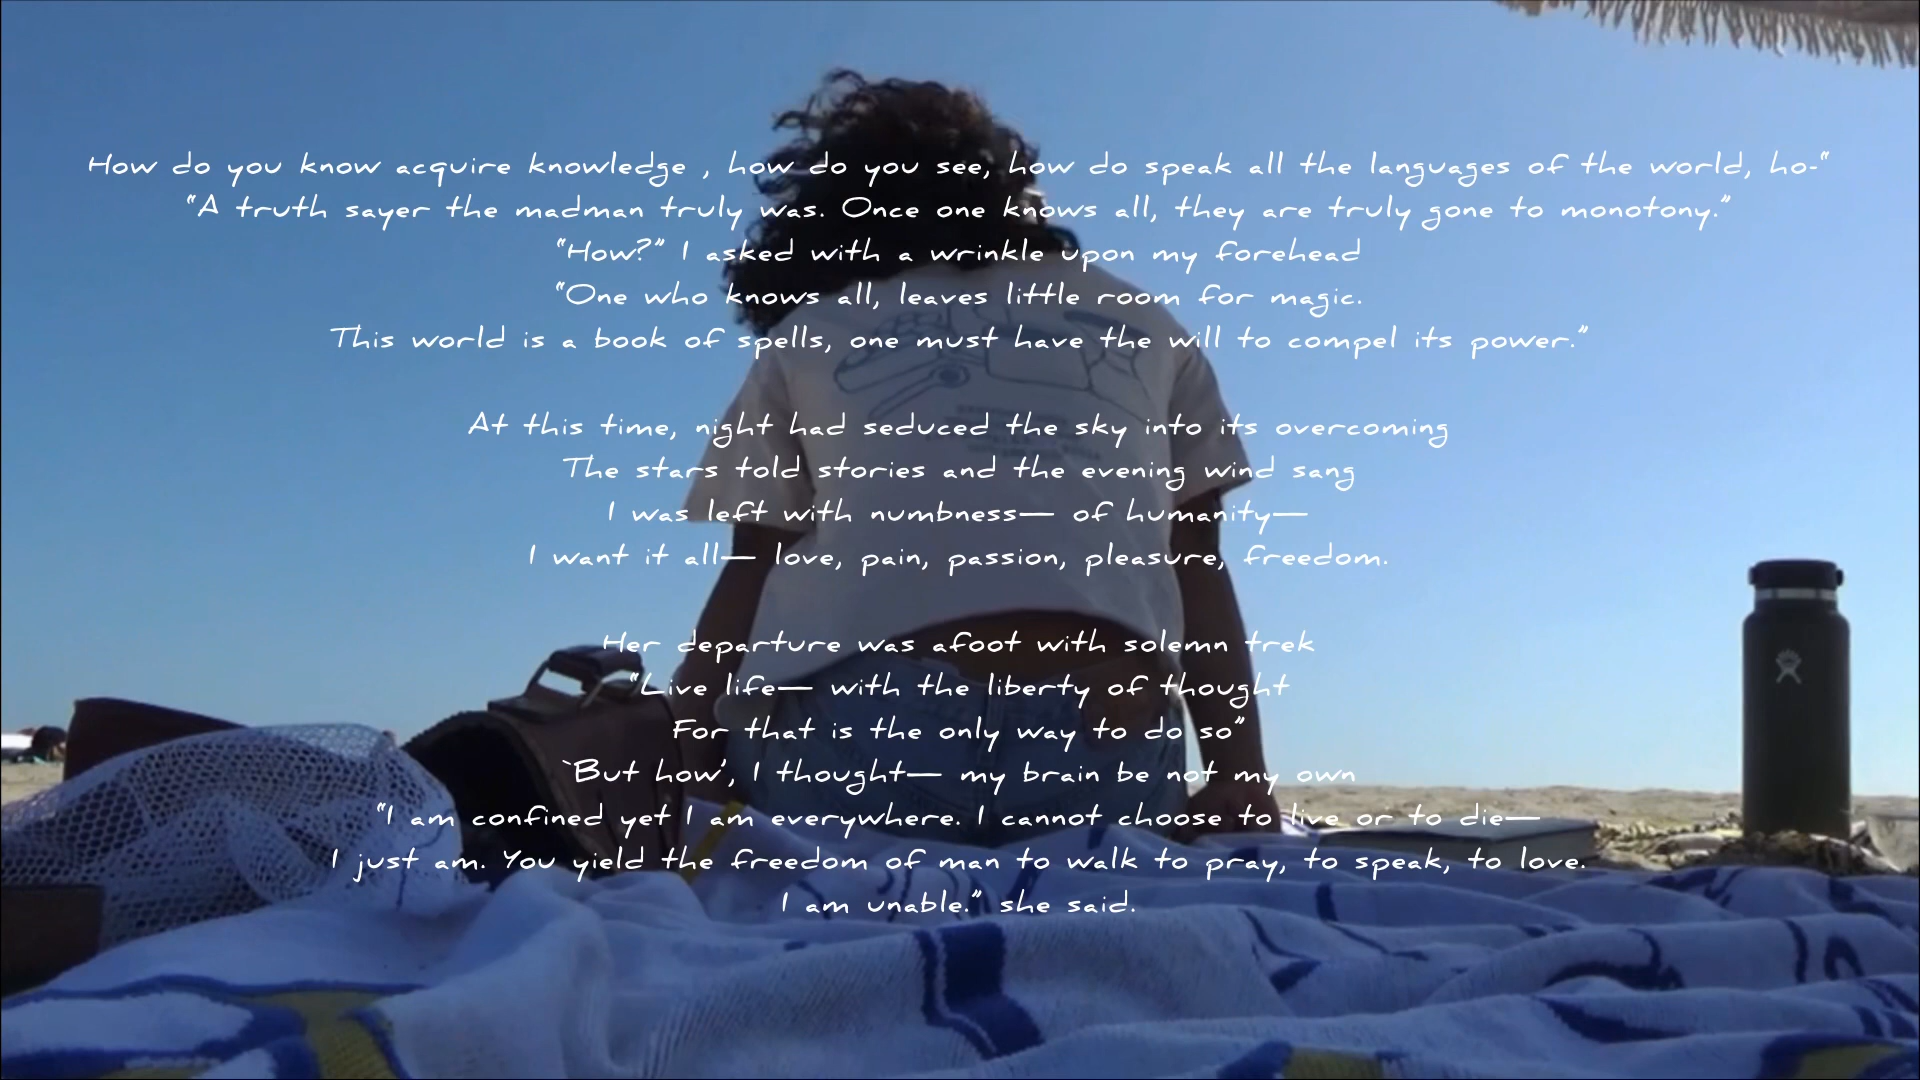 How do you know acquire knowledge , how do you see, how do speak all the languages of the world, ho-“
“A truth sayer the madman truly was. Once one knows all, they are truly gone to monotony.”
“How?” I asked with a wrinkle upon my forehead
“One who knows all, leaves little room for magic.
This world is a book of spells, one must have the will to compel its power.”
At this time, night had seduced the sky into its overcoming
The stars told stories and the evening wind sang
I was left with numbness— of humanity—
I want it all— love, pain, passion, pleasure, freedom.
Her departure was afoot with solemn trek
“Live life— with the liberty of thought
For that is the only way to do so”
`But how’, I thought— my brain be not my own
“I am confined yet I am everywhere. I cannot choose to live or to die—
I just am. You yield the freedom of man to walk to pray, to speak, to love.
I am unable.” she said.